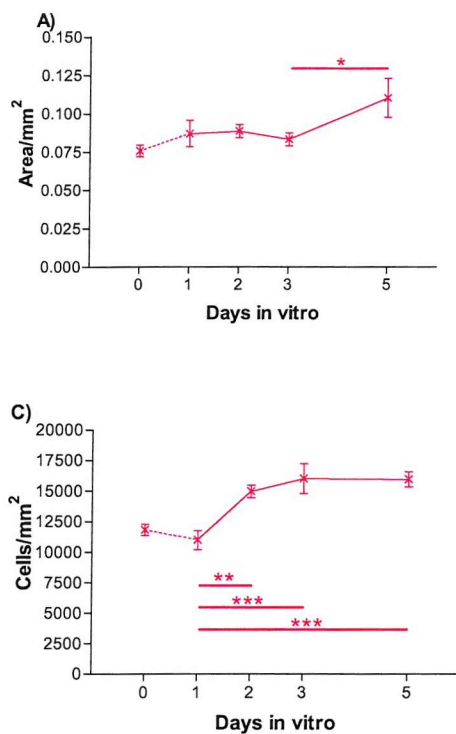 A)
0.150
0.125
0.100
0.075
0.050
0.025
0.000
Area/mm²
*
0 1 2 3 5
Days in vitro
C)
20000
17500
15000
12500
10000
7500
5000
2500
0
Cells/mm²
**
***
***
0 1 2 3 5
Days in vitro